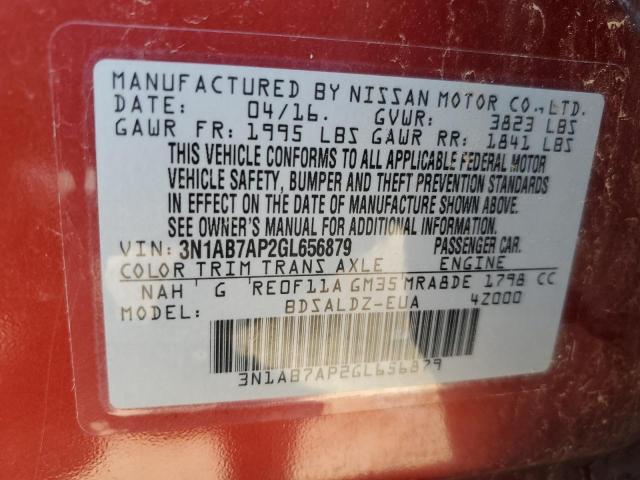 MANUFACTURED BY NISSAN MOTOR CO., LTD.
DATE: 04/16. GVWR: 3823 LBS
GAWR FR: 1995 LBS GAWR RR: 1841 LBS
THIS VEHICLE CONFORMS TO ALL APPLICABLE FEDERAL MOTOR
VEHICLE SAFETY, BUMPER AND THEFT PREVENTION STANDARDS
IN EFFECT ON THE DATE OF MANUFACTURE SHOWN ABOVE.
SEE OWNER'S MANUAL FOR ADDITIONAL INFORMATION.
VIN: 3N1AB7AP2GL656879 PASSENGER CAR.
COLOR TRIM TRANS AXLE ENGINE
NAH G RE0F11A GM35 MRA8DE 1798 CC
MODEL: BDSALDZ-EUA 4Z000
3N1AB7AP2GL656879